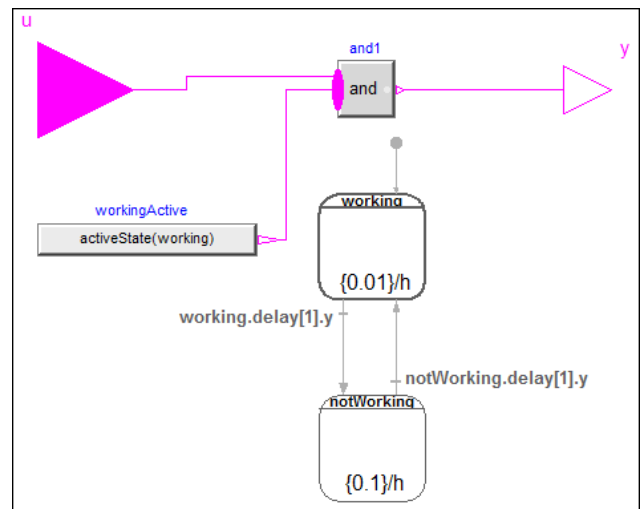 u
and1
y
and
working
workingActive
activeState(working)
{0.01}/h
working.delay[1].y
notWorking.delay[1].y
notWorking
{0.1}/h